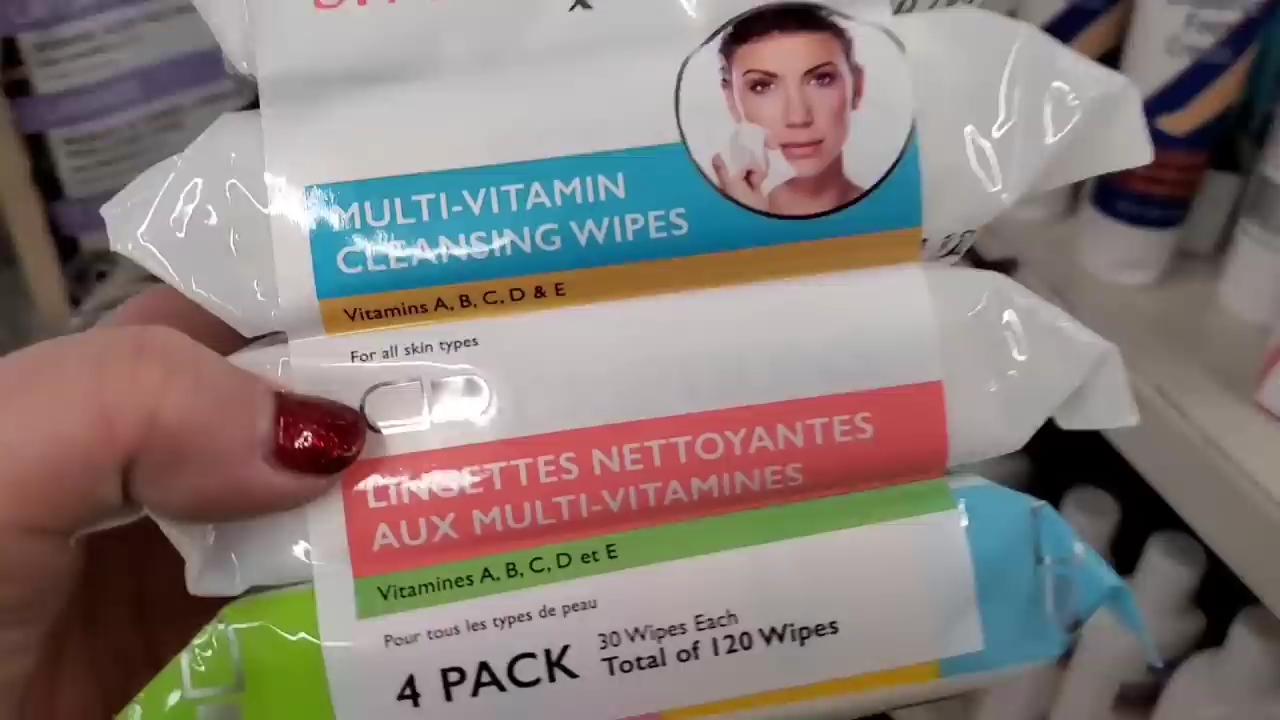 MULTI-VITAMIN
CLEANSING WIPES
Vitamins A, B, C, D & E
For all skin types
LINGETTES NETTOYANTES
AUX MULTI-VITAMINES
Vitamines A, B, C, D et E
Pour tous les types de peau
4 PACK
30 Wipes Each
Total of 120 Wipes